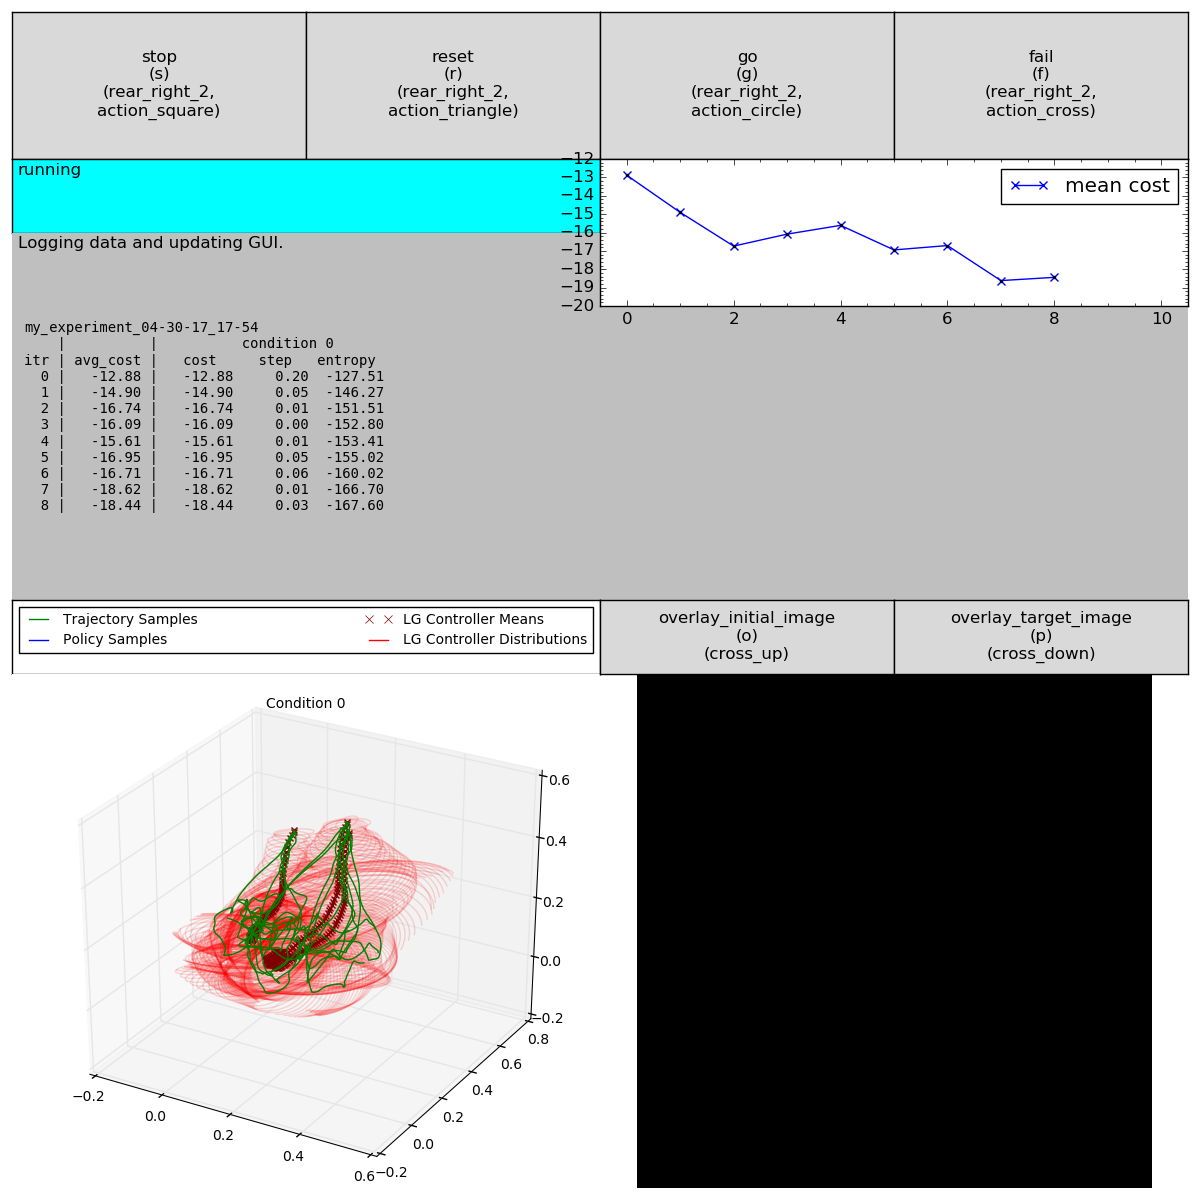 stop
(s)
(rear_right_2,
action_square)
reset
(r)
(rear_right_2,
action_triangle)
go
(g)
(rear_right_2,
action_circle)
fail
(f)
(rear_right_2,
action_cross)
running
Logging data and updating GUI.
−12
−13
−14
−15
−16
−17
−18
−19
−20
0 2 4 6 8 10
mean cost
my_experiment_04-30-17_17-54
| | condition 0
itr | avg_cost | cost step entropy
0 | -12.88 | -12.88 0.20 -127.51
1 | -14.90 | -14.90 0.05 -146.27
2 | -16.74 | -16.74 0.01 -151.51
3 | -16.09 | -16.09 0.00 -152.80
4 | -15.61 | -15.61 0.01 -153.41
5 | -16.95 | -16.95 0.05 -155.02
6 | -16.71 | -16.71 0.06 -160.02
7 | -18.62 | -18.62 0.01 -166.70
8 | -18.44 | -18.44 0.03 -167.60
Trajectory Samples
Policy Samples
LG Controller Means
LG Controller Distributions
overlay_initial_image
(o)
(cross_up)
overlay_target_image
(p)
(cross_down)
Condition 0
0.6
0.4
0.2
0.0
−0.2
0.8
0.6
0.4
0.2
0.0
−0.2
−0.2
0.0
0.2
0.4
0.6